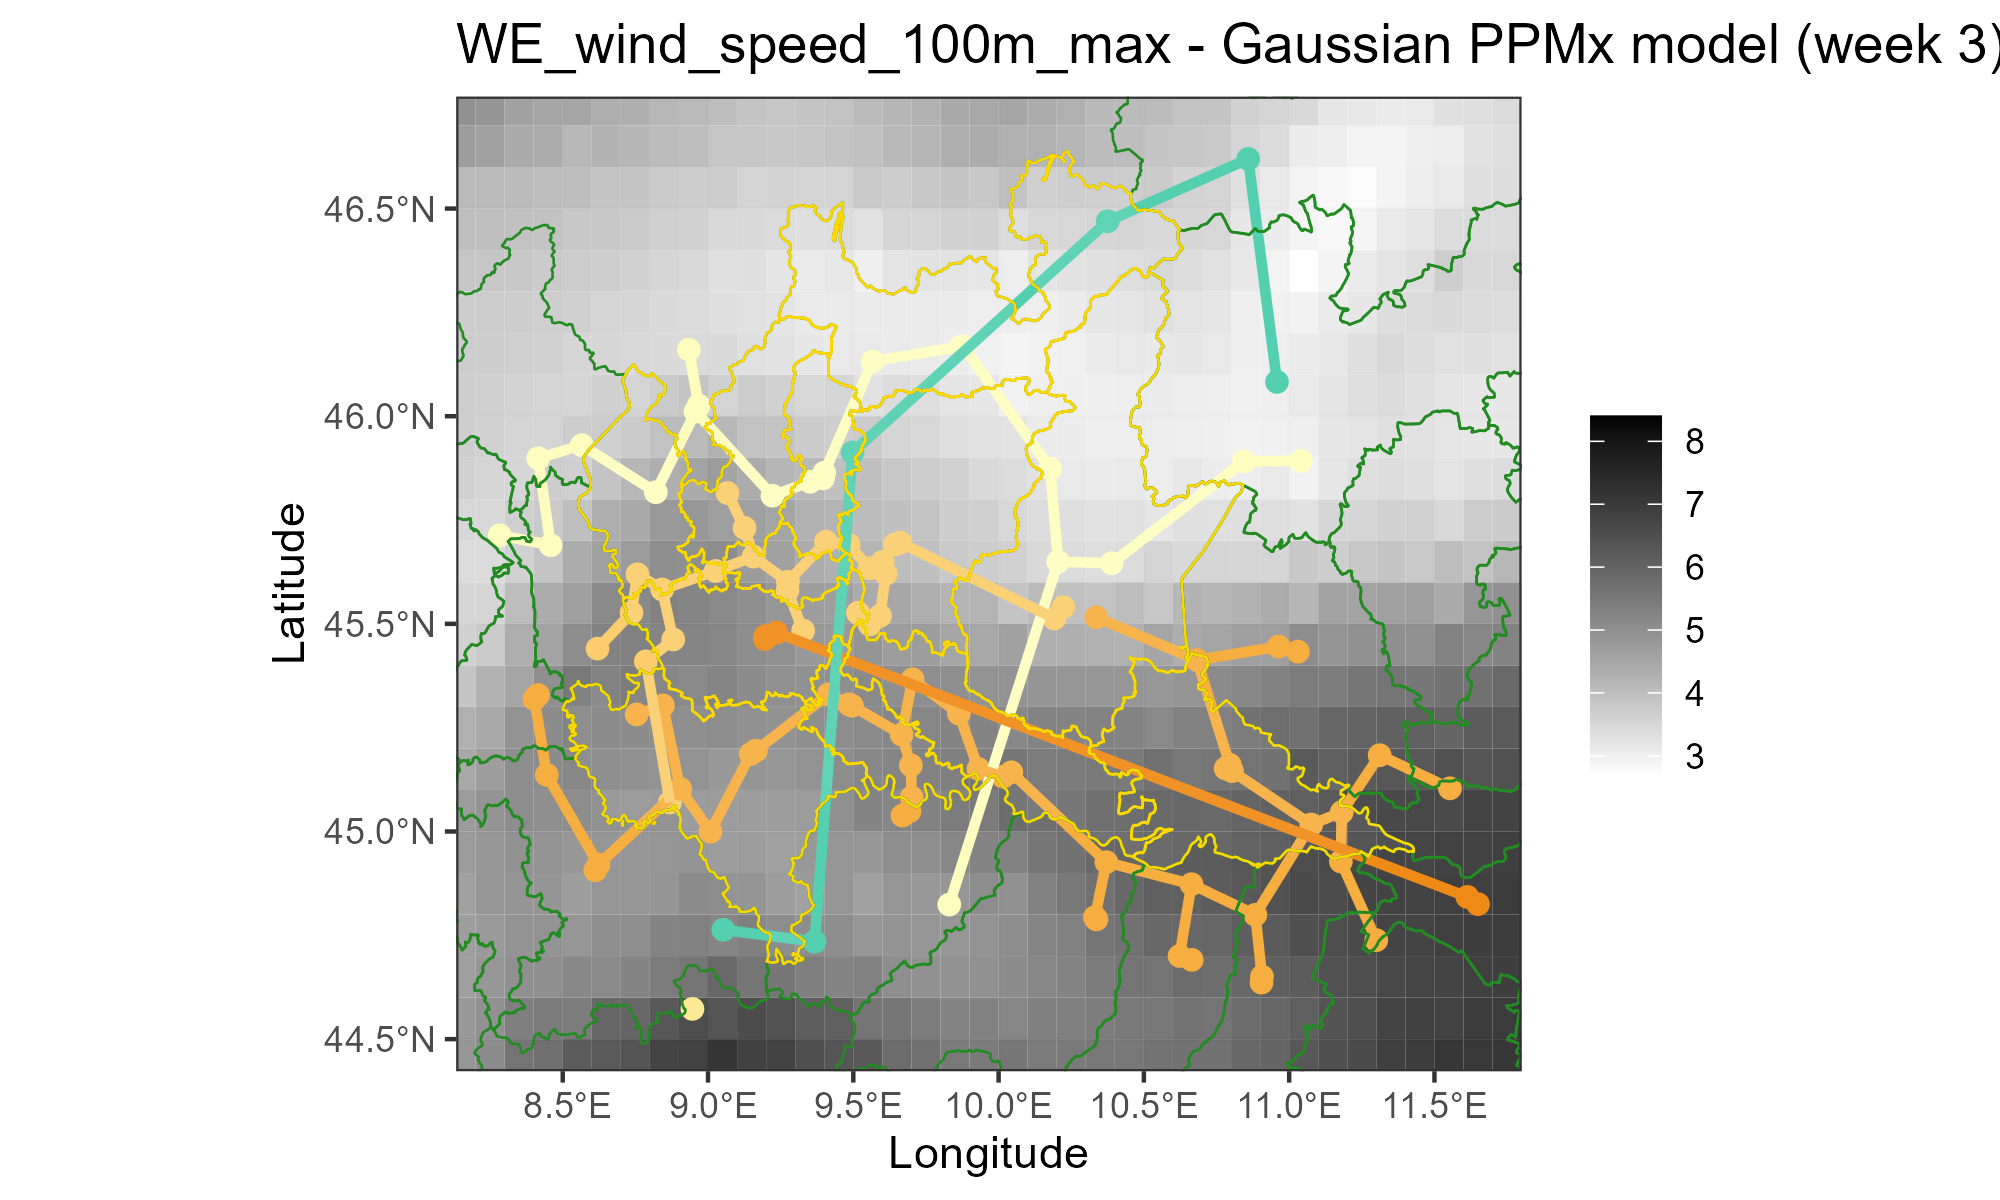 WE_wind_speed_100m_max - Gaussian PPMx model (week 3)
46.5°N
46.0°N
45.5°N
45.0°N
44.5°N
Latitude
8.5°E 9.0°E 9.5°E 10.0°E 10.5°E 11.0°E 11.5°E
Longitude
8
7
6
5
4
3